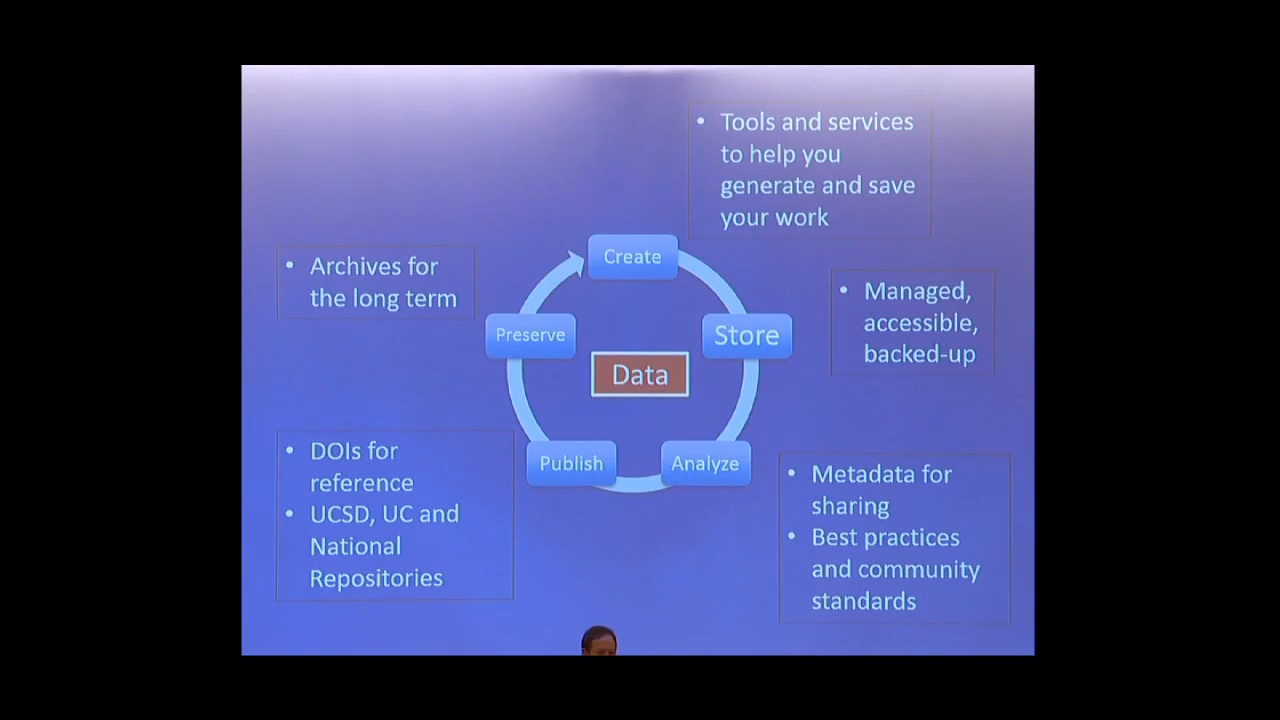 • Tools and services
to help you
generate and save
your work
Create
• Archives for
the long term
• Managed,
accessible,
backed-up
Preserve
Store
Data
Publish
Analyze
• DOIs for
reference
• UCSD, UC and
National
Repositories
• Metadata for
sharing
• Best practices
and community
standards